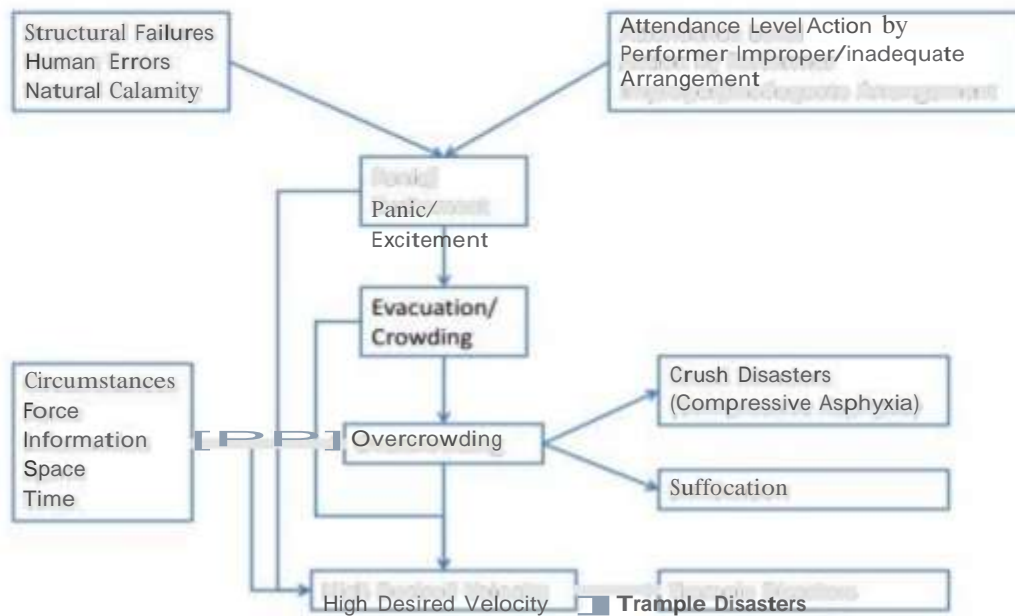 Structural Failures
Human Errors
Natural Calamity
Attendance Level Action by
Performer Improper/inadequate
Arrangement
Panic/
Excitement
Evacuation/
Crowding
Circumstances
Force
Information
Space
Time
[PP] Overcrowding
Crush Disasters
(Compressive Asphyxia)
Suffocation
High Desired Velocity
Trample Disasters